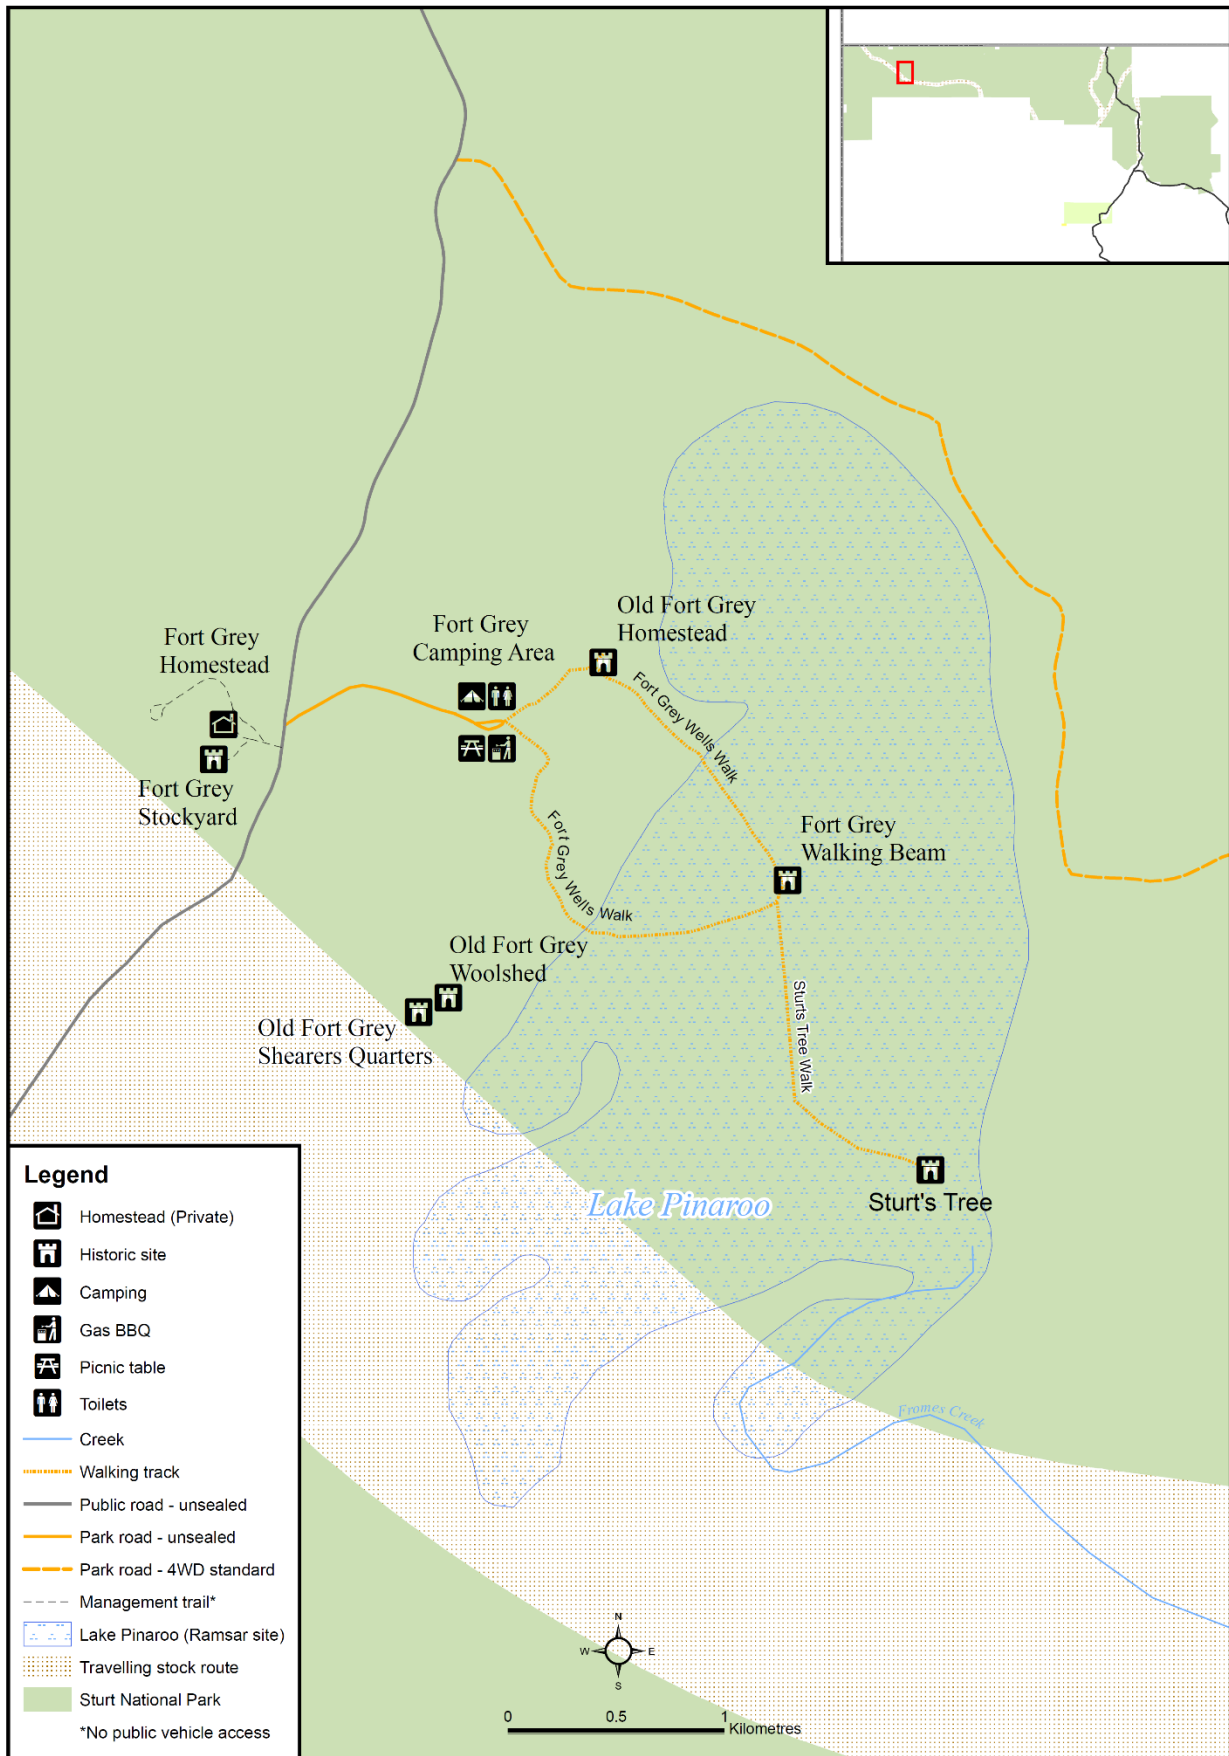 Old Fort Grey
Homestead
Fort Grey
Camping Area
Fort Grey
Homestead
Fort Grey Wells Walk
Fort Grey
Stockyard
Fort Grey Wells Walk
Fort Grey
Walking Beam
Old Fort Grey
Woolshed
Old Fort Grey
Shearers Quarters
Sturts Tree Walk
Lake Pinaroo
Sturt's Tree
Fromes Creek
Legend
Homestead (Private)
Historic site
Camping
Gas BBQ
Picnic table
Toilets
Creek
Walking track
Public road - unsealed
Park road - unsealed
Park road - 4WD standard
Management trail*
Lake Pinaroo (Ramsar site)
Travelling stock route
Sturt National Park
*No public vehicle access
N
W E
S
0 0.5 1
Kilometres